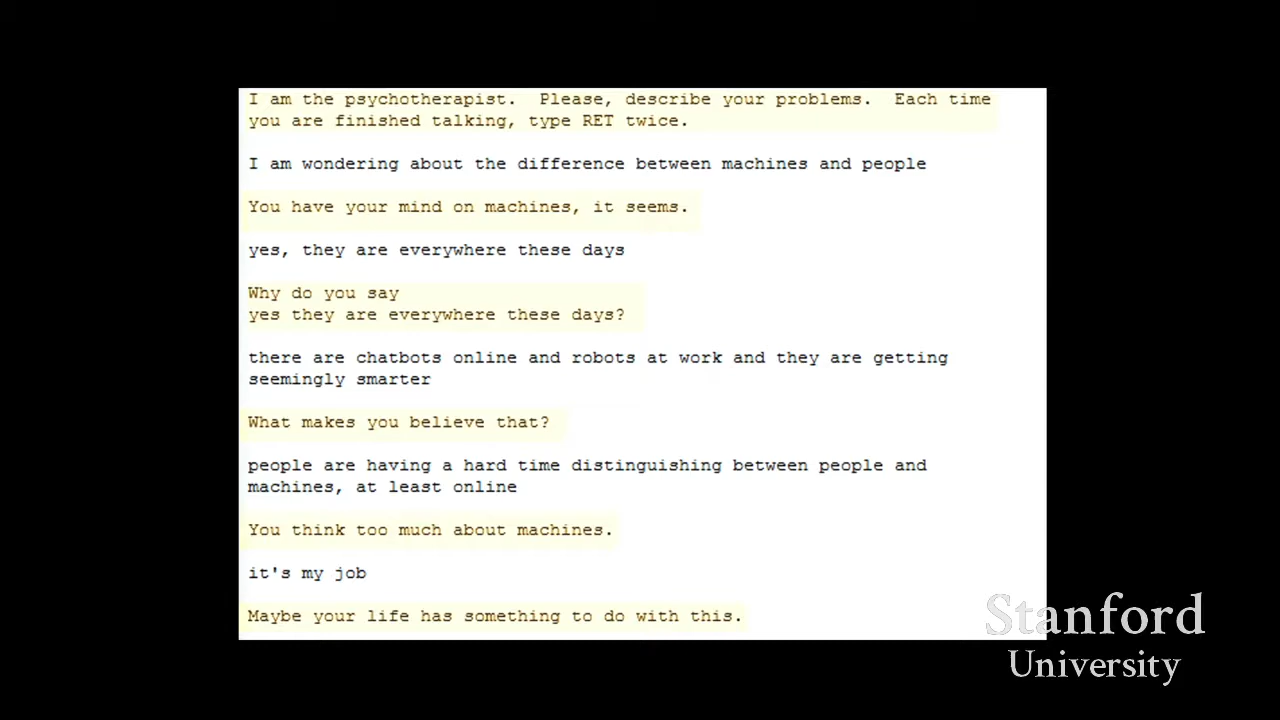 I am the psychotherapist.  Please, describe your problems.  Each time
you are finished talking, type RET twice.
I am wondering about the difference between machines and people
You have your mind on machines, it seems.
yes, they are everywhere these days
Why do you say
yes they are everywhere these days?
there are chatbots online and robots at work and they are getting
seemingly smarter
What makes you believe that?
people are having a hard time distinguishing between people and
machines, at least online
You think too much about machines.
it's my job
Maybe your life has something to do with this.
Stanford
University